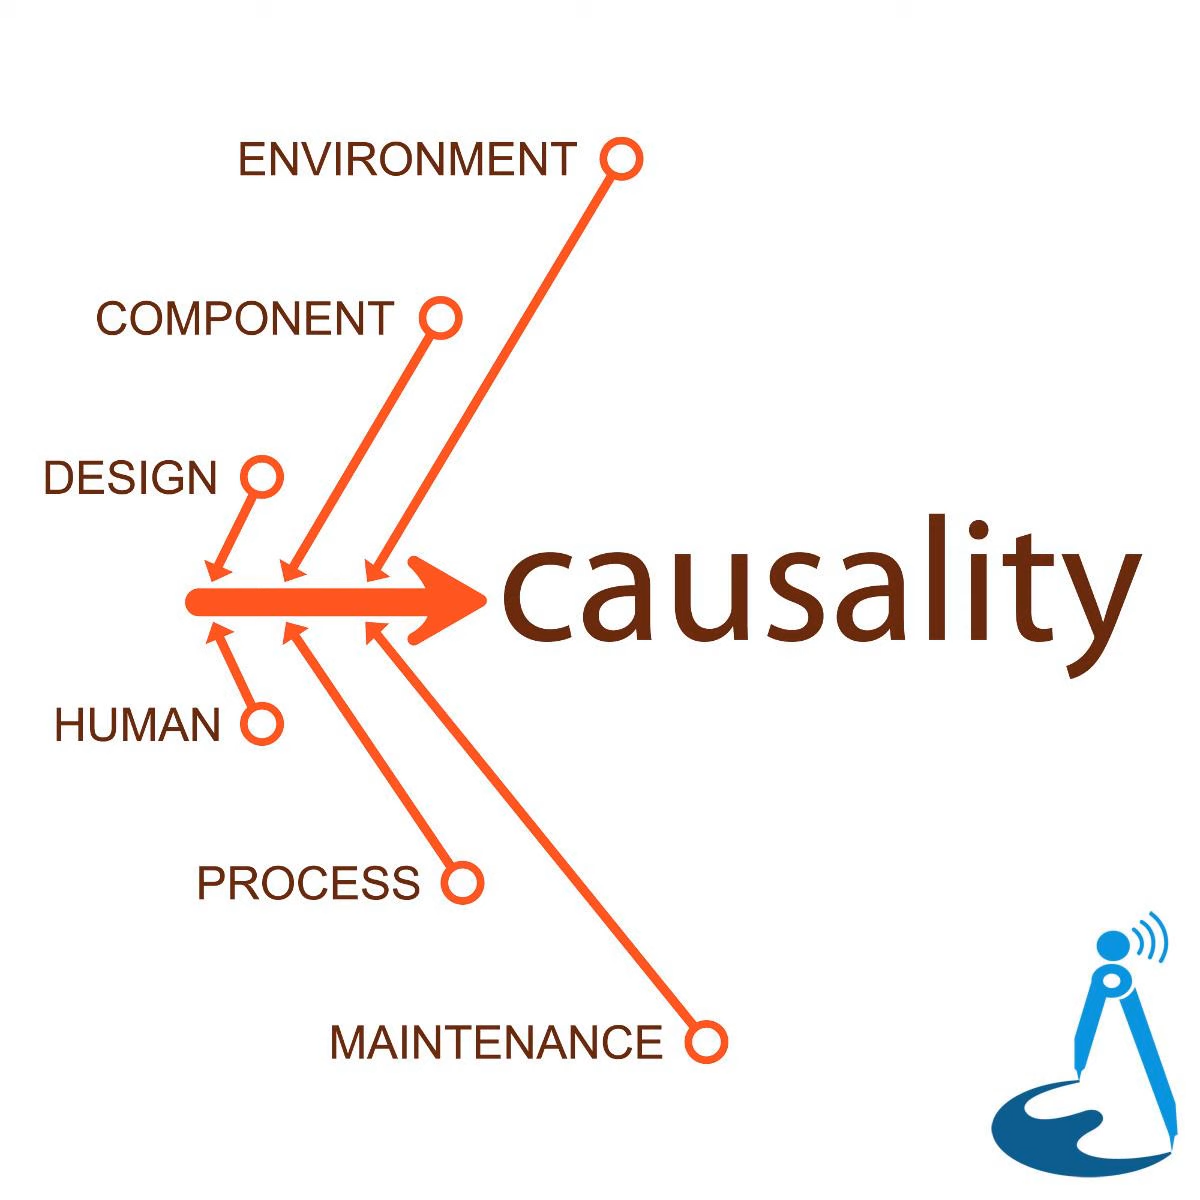 ENVIRONMENT
COMPONENT
DESIGN
causality
HUMAN
PROCESS
MAINTENANCE